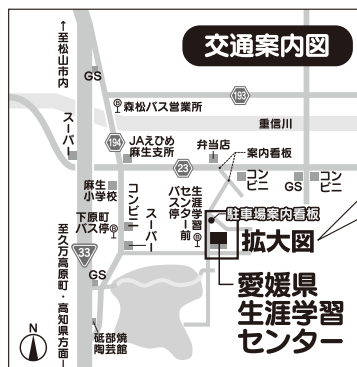 交通案内図
↑至松山市内
GS
193
森松バス営業所
重信川
スーパー
194
JAえひめ
麻生支所
弁当店
案内看板
23
コンビニ
GS
コンビニ
麻生
小学校
下原町
バス停
コンビニ
スーパー
生涯学習
センター前
バス停
駐車場案内看板
拡大図
33
至久万高原町・高知県方面↓
GS
愛媛県
生涯学習
センター
N
砥部焼
陶芸館